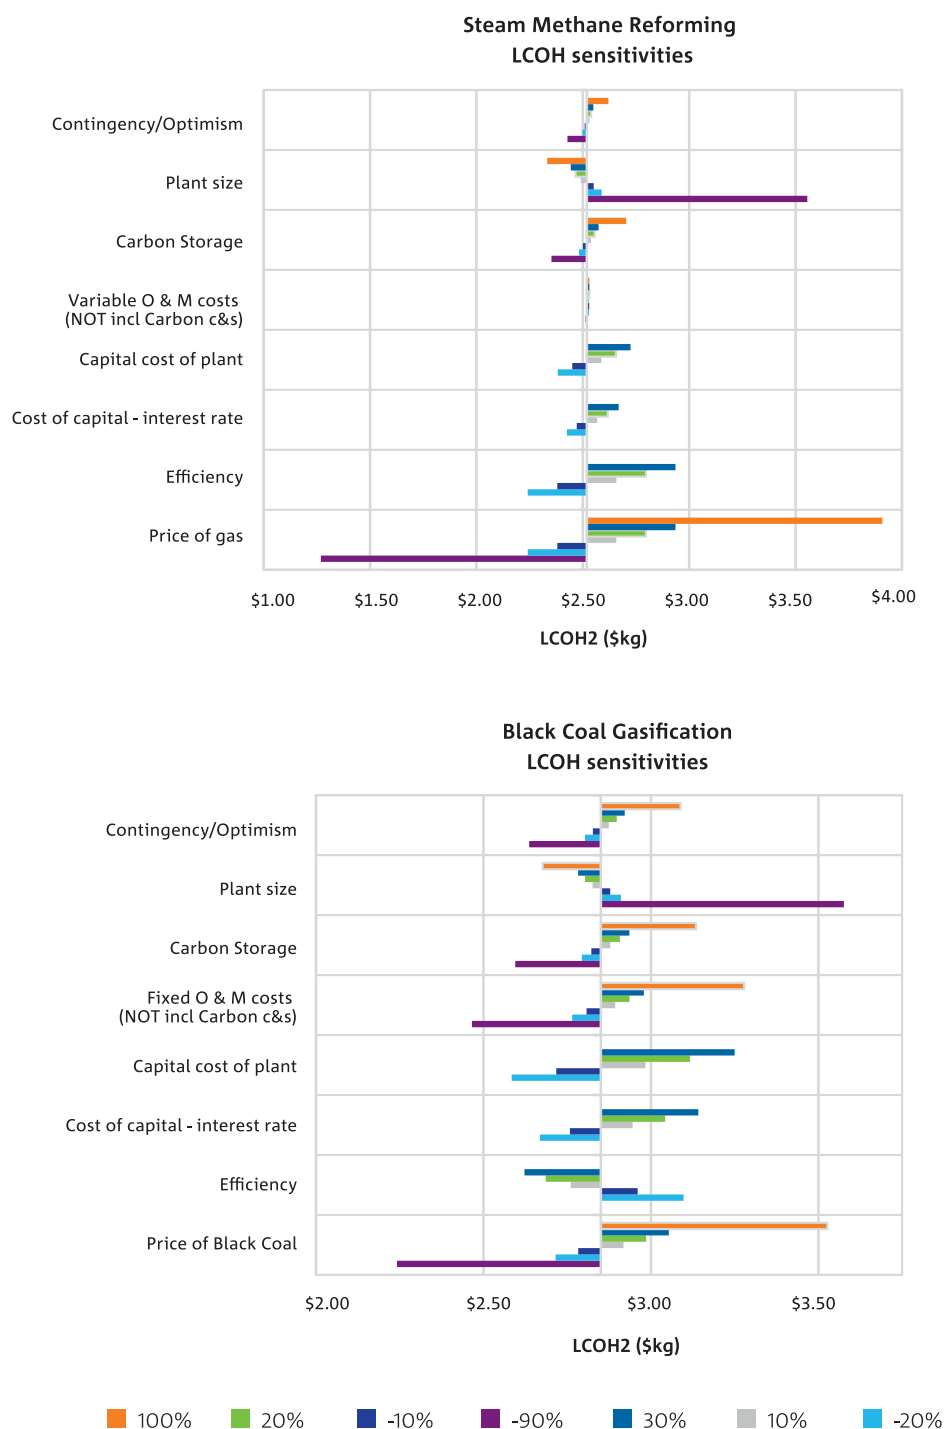 Steam Methane Reforming
LCOH sensitivities
Contingency/Optimism
Plant size
Carbon Storage
Variable O & M costs
(NOT incl Carbon c&s)
Capital cost of plant
Cost of capital - interest rate
Efficiency
Price of gas
$1.00 $1.50 $2.00 $2.50 $3.00 $3.50 $4.00
LCOH2 ($kg)
Black Coal Gasification
LCOH sensitivities
Contingency/Optimism
Plant size
Carbon Storage
Fixed O & M costs
(NOT incl Carbon c&s)
Capital cost of plant
Cost of capital - interest rate
Efficiency
Price of Black Coal
$2.00 $2.50 $3.00 $3.50
LCOH2 ($kg)
100% 20% -10% -90% 30% 10% -20%